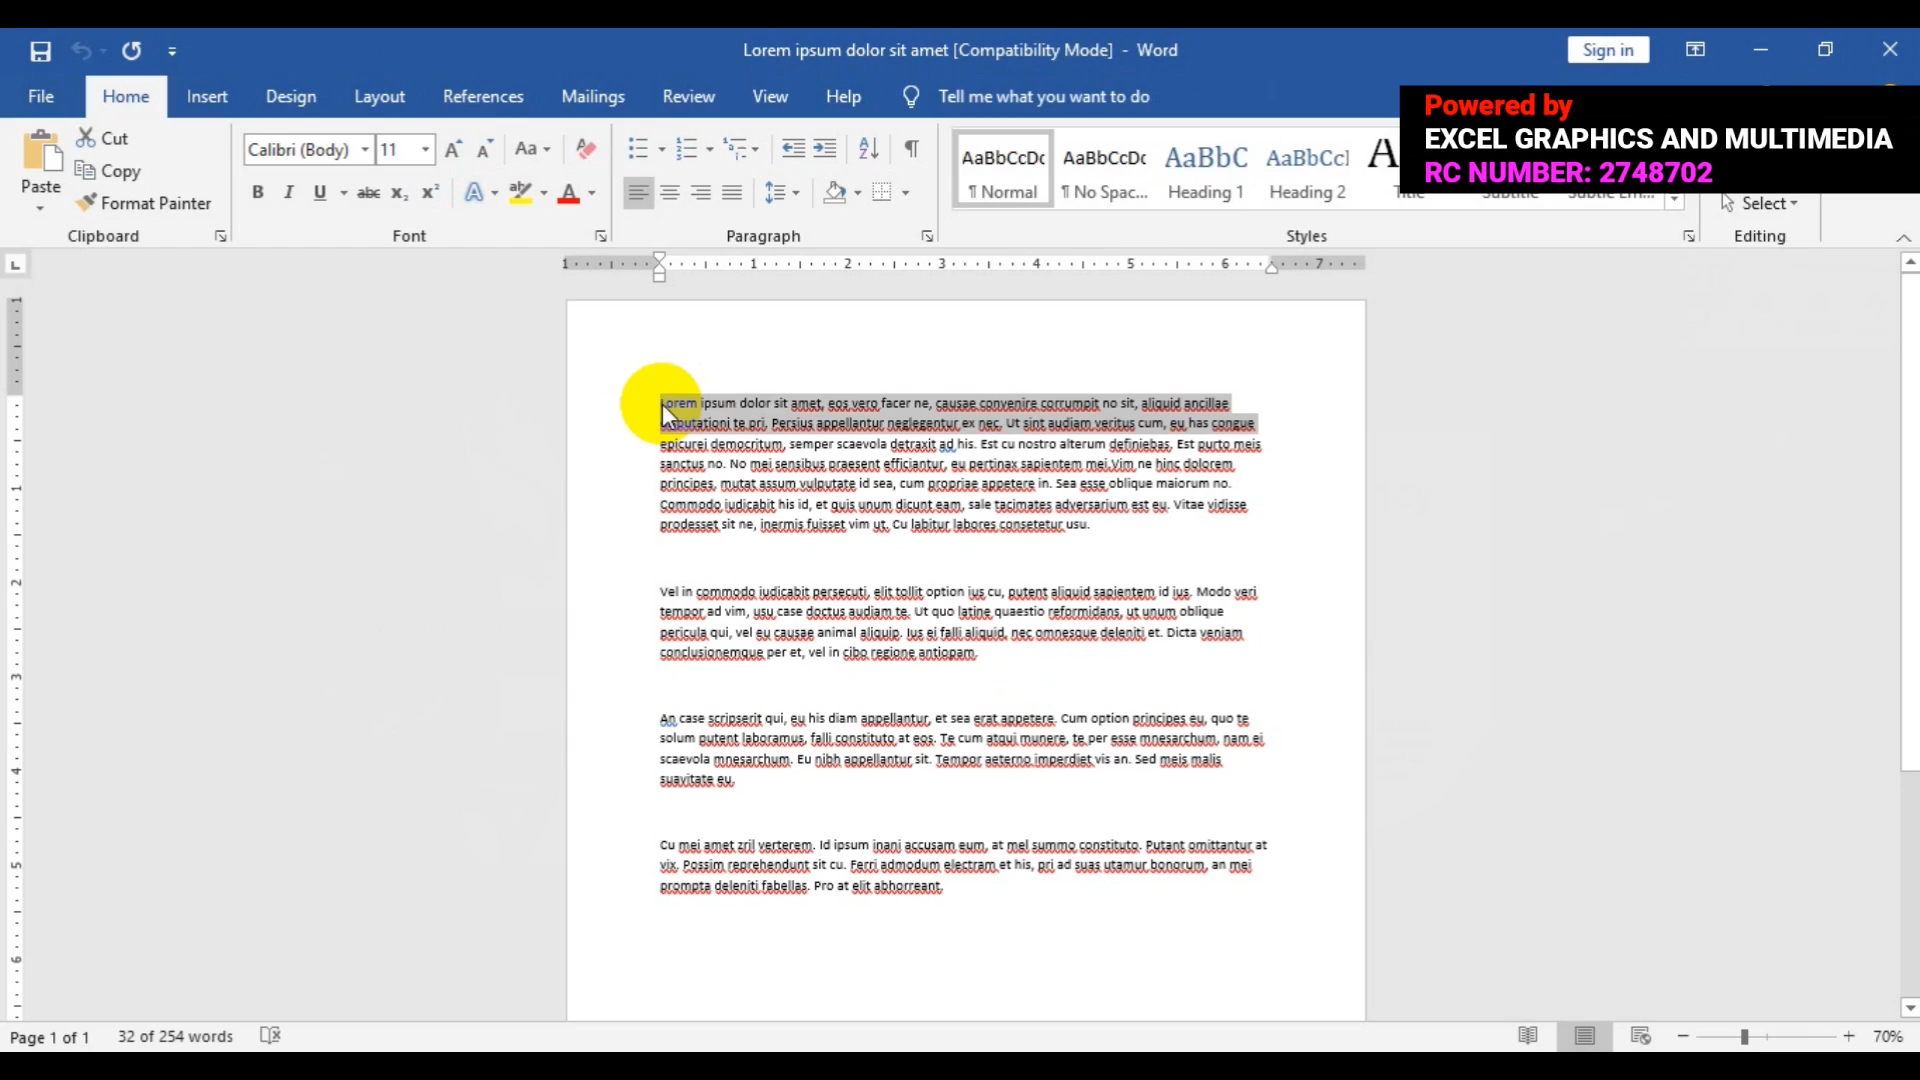 Lorem ipsum dolor sit amet [Compatibility Mode] - Word
Sign in
File Home Insert Design Layout References Mailings Review View Help Tell me what you want to do
Powered by
EXCEL GRAPHICS AND MULTIMEDIA
RC NUMBER: 2748702
Paste
Cut
Copy
Format Painter
Clipboard
Calibri (Body) 11
Font
Paragraph
AaBbCcDc AaBbCcDc AaBbC AaBbCcl
¶ Normal ¶ No Spac... Heading 1 Heading 2
Styles
Select
Editing
1 1 2 3 4 5 6 7
Lorem ipsum dolor sit amet, eos vero facer ne, causae convenire corrumpit no sit, aliquid ancillae
disputationi te pri. Persius appellantur neglegentur ex nec. Ut sint audiam veritus cum, eu has congue
epicurei democritum, semper scaevola detraxit ad his. Est cu nostro alterum definiebas. Est purto meis
sanctus no. No mei sensibus praesent efficiantur, eu pertinax sapientem mei.Vim ne hinc dolorem
principes, mutat assum vulputate id sea, cum propriae appetere in. Sea esse oblique maiorum no.
Commodo iudicabit his id, et quis unum dicunt eam, sale tacimates adversarium est eu. Vitae vidisse
prodesset sit ne, inermis fuisset vim ut. Cu labitur labores consetetur usu.
Vel in commodo iudicabit persecuti, elit tollit option ius cu, putent aliquid sapientem id ius. Modo veri
tempor ad vim, usu case doctus audiam te. Ut quo latine quaestio reformidans, ut unum oblique
pericula qui, vel eu causae animal aliquip. Ius ei falli aliquid, nec omnesque deleniti et. Dicta veniam
conclusionemque per et, vel in cibo regione antiopam.
An case scripserit qui, eu his diam appellantur, et sea erat appetere. Cum option principes eu, quo te
solum putent laboramus, falli constituto at eos. Te cum atqui munere, te per esse mnesarchum, nam ei
scaevola mnesarchum. Eu nibh appellantur sit. Tempor aeterno imperdiet vis an. Sed meis malis
suavitate eu.
Cu mei amet zril verterem. Id ipsum inani accusam eum, at mel summo constituto. Putant omittantur at
vix. Possim reprehendunt sit cu. Ferri admodum electram et his, pri ad suas utamur bonorum, an mei
prompta deleniti fabellas. Pro at elit abhorreant.
Page 1 of 1 32 of 254 words 70%